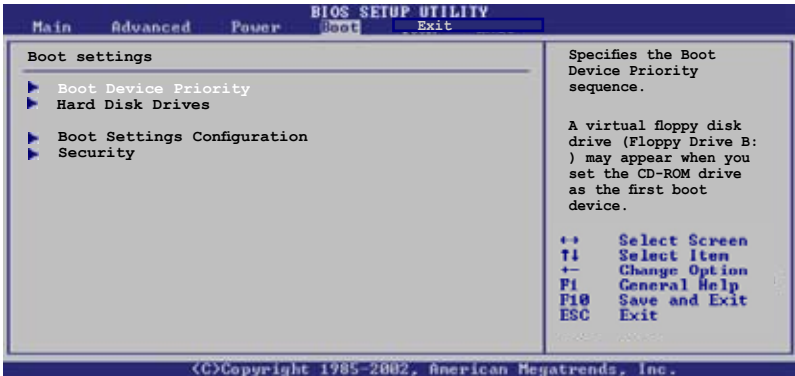 BIOS SETUP UTILITY
Main Advanced Power Boot Exit
Boot settings
Boot Device Priority
Hard Disk Drives
Boot Settings Configuration
Security
Specifies the Boot
Device Priority
sequence.
A virtual floppy disk
drive (Floppy Drive B:
) may appear when you
set the CD-ROM drive
as the first boot
device.
↔ Select Screen
↑↓ Select Item
+- Change Option
F1 General Help
F10 Save and Exit
ESC Exit
(C)Copyright 1985-2002, American Megatrends, Inc.